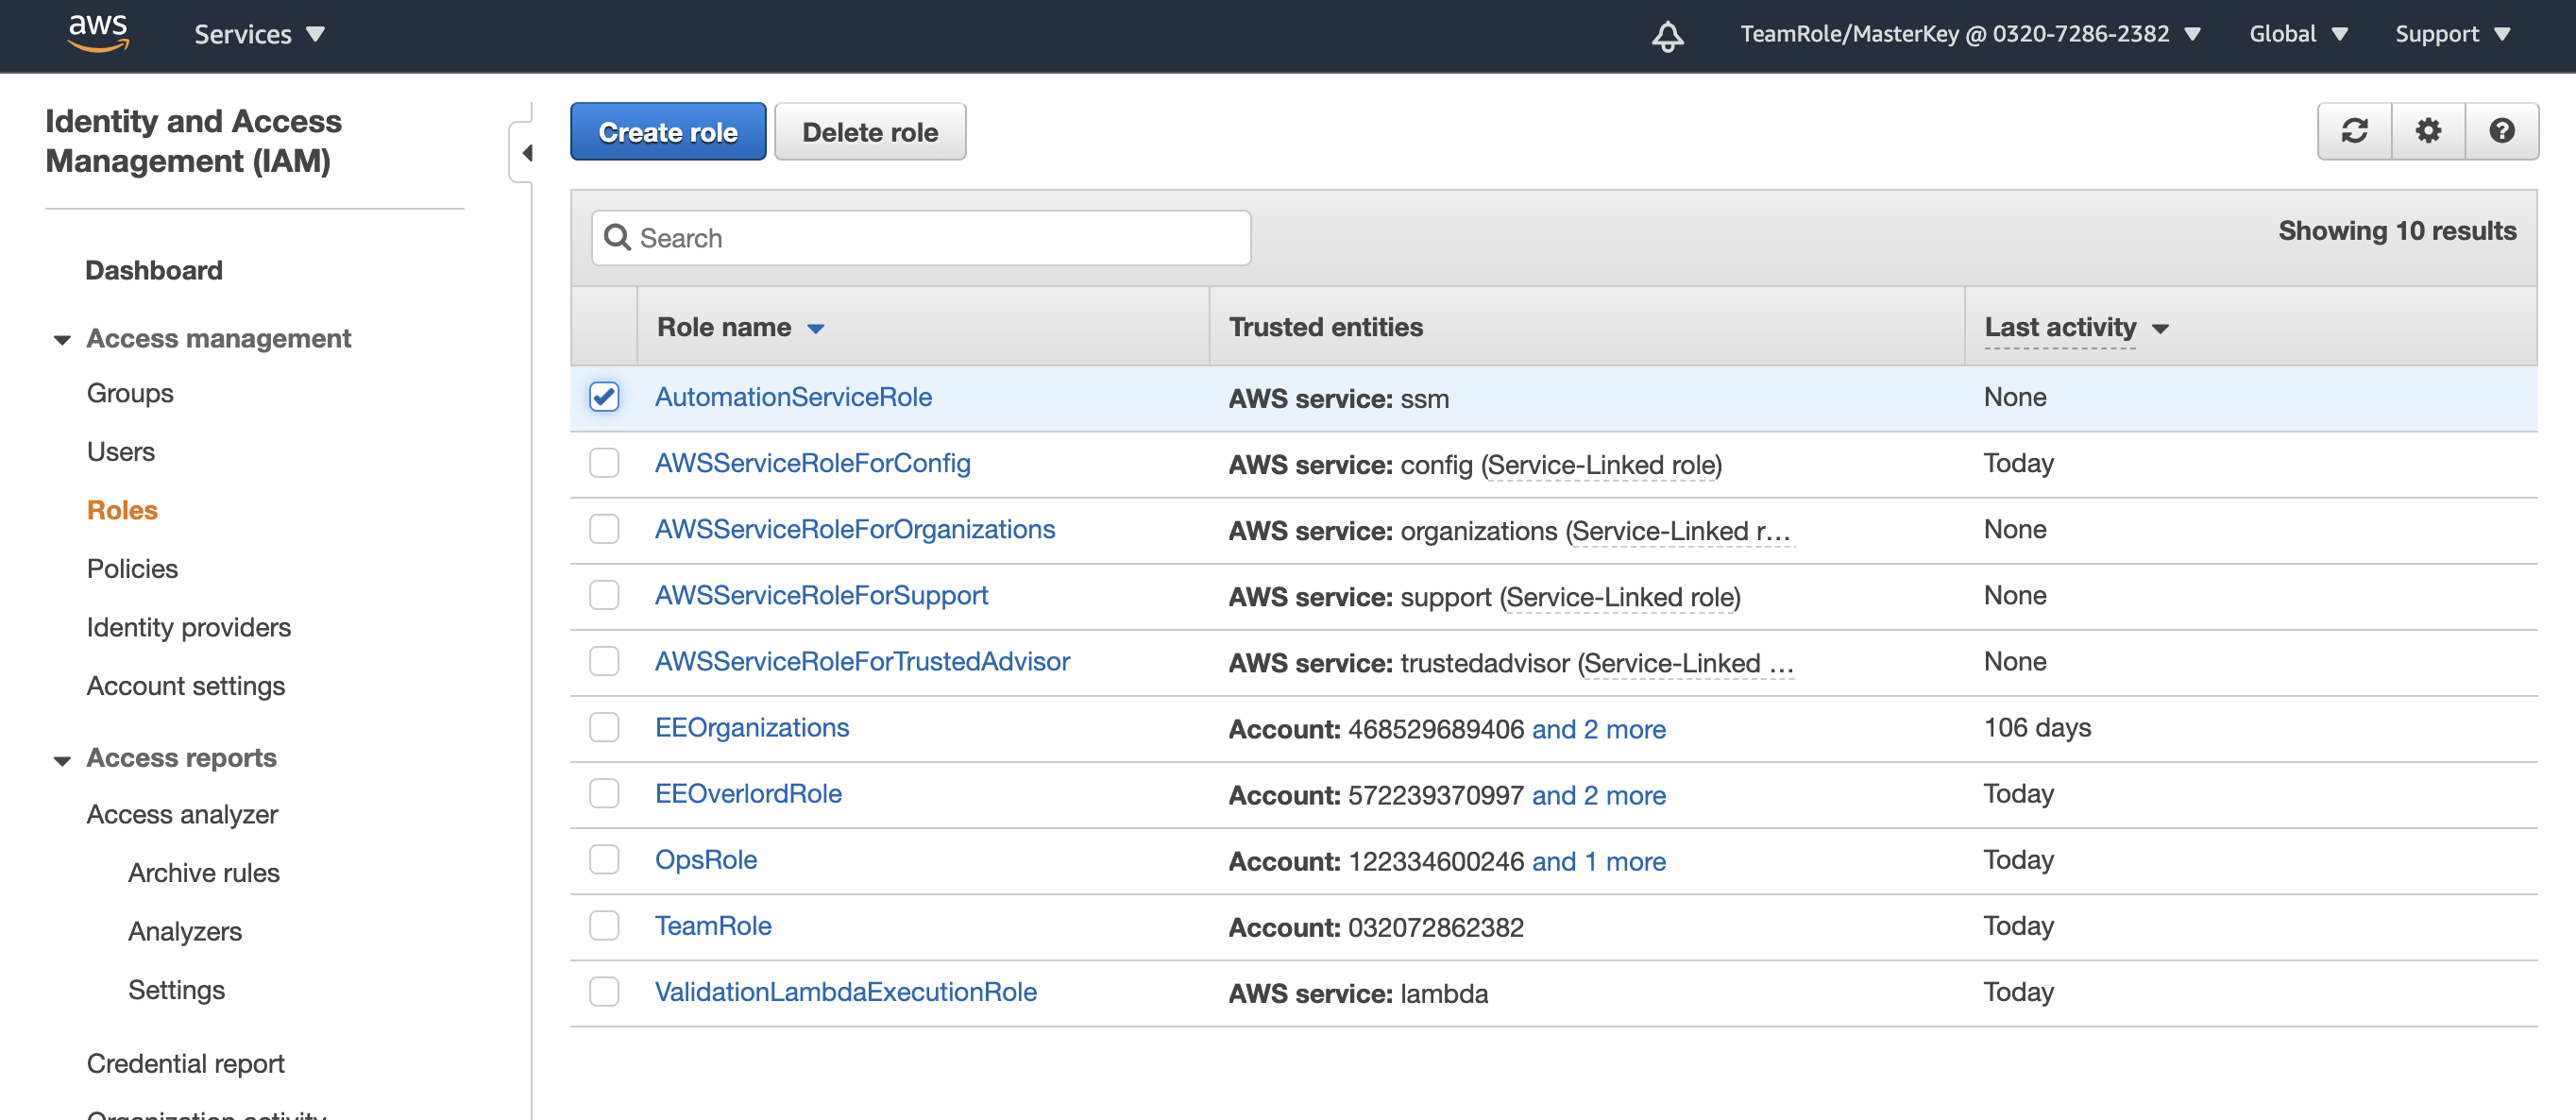 aws
Services
TeamRole/MasterKey @ 0320-7286-2382
Global
Support
Identity and Access
Management (IAM)
Dashboard
Access management
Groups
Users
Roles
Policies
Identity providers
Account settings
Access reports
Access analyzer
Archive rules
Analyzers
Settings
Credential report
Organization activity
Create role
Delete role
Search
Showing 10 results
Role name
Trusted entities
Last activity
AutomationServiceRole AWS service: ssm None
AWSServiceRoleForConfig AWS service: config (Service-Linked role) Today
AWSServiceRoleForOrganizations AWS service: organizations (Service-Linked r… None
AWSServiceRoleForSupport AWS service: support (Service-Linked role) None
AWSServiceRoleForTrustedAdvisor AWS service: trustedadvisor (Service-Linked … None
EEOrganizations Account: 468529689406 and 2 more 106 days
EEOverlordRole Account: 572239370997 and 2 more Today
OpsRole Account: 122334600246 and 1 more Today
TeamRole Account: 032072862382 Today
ValidationLambdaExecutionRole AWS service: lambda Today